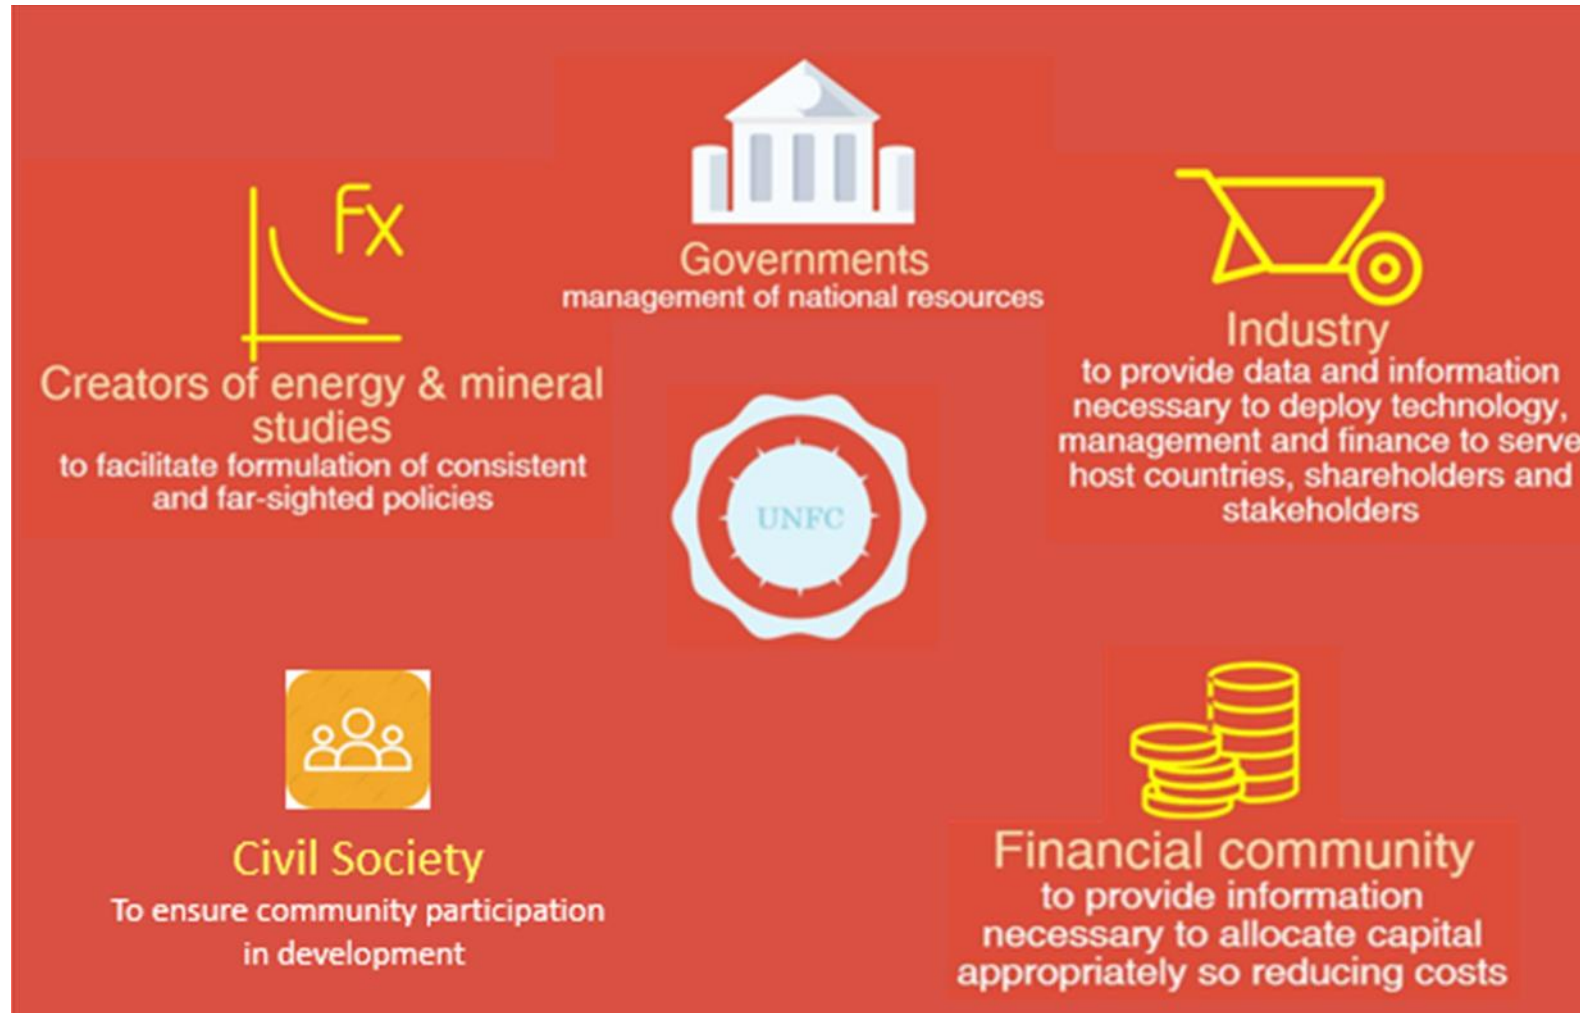 Governments
management of national resources
Fx
Creators of energy & mineral
studies
to facilitate formulation of consistent
and far-sighted policies
Industry
to provide data and information
necessary to deploy technology,
management and finance to serve
host countries, shareholders and
stakeholders
UNFC
Civil Society
To ensure community participation
in development
Financial community
to provide information
necessary to allocate capital
appropriately so reducing costs